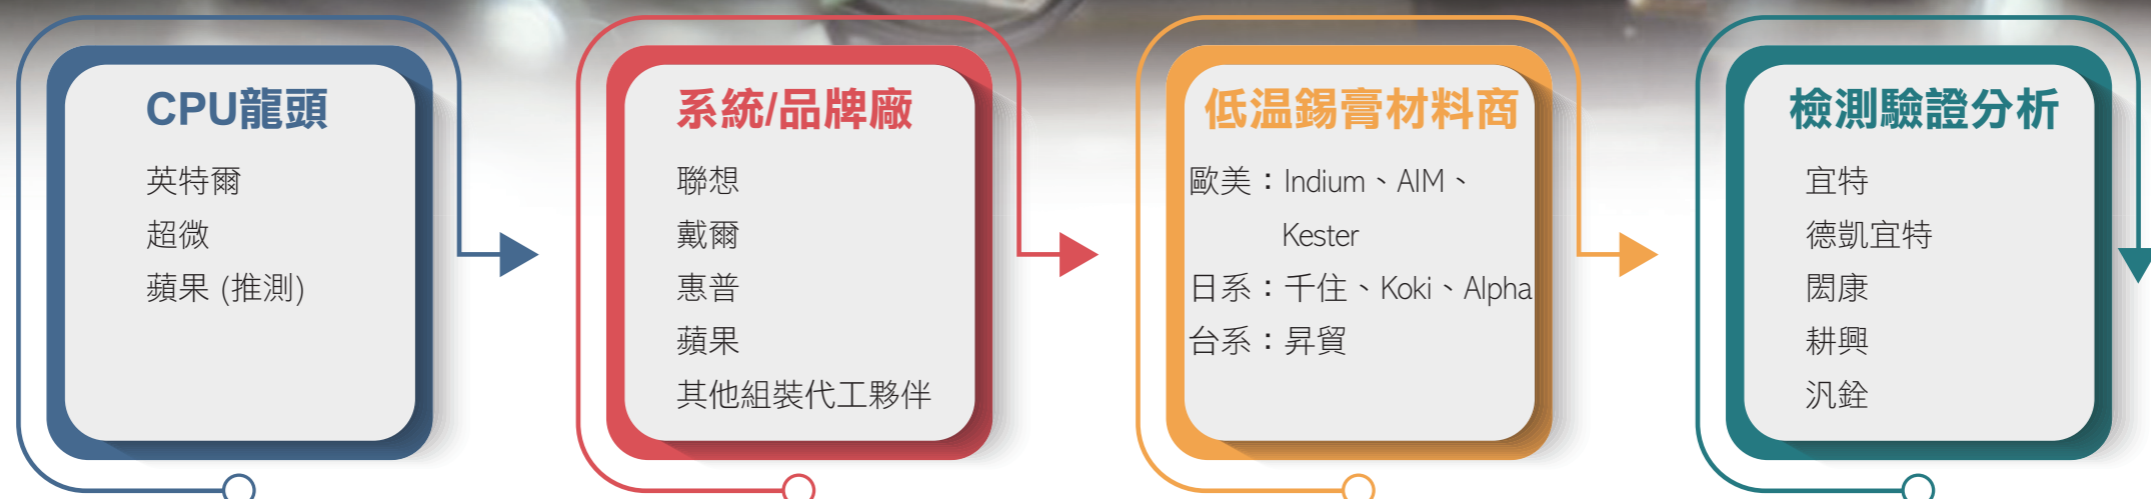 CPU龍頭
英特爾
超微
蘋果 (推測)
系統/品牌廠
聯想
戴爾
惠普
蘋果
其他組裝代工夥伴
低温錫膏材料商
歐美：Indium、AIM、
Kester
日系：千住、Koki、Alpha
台系：昇貿
檢測驗證分析
宜特
德凱宜特
閎康
耕興
汎銓